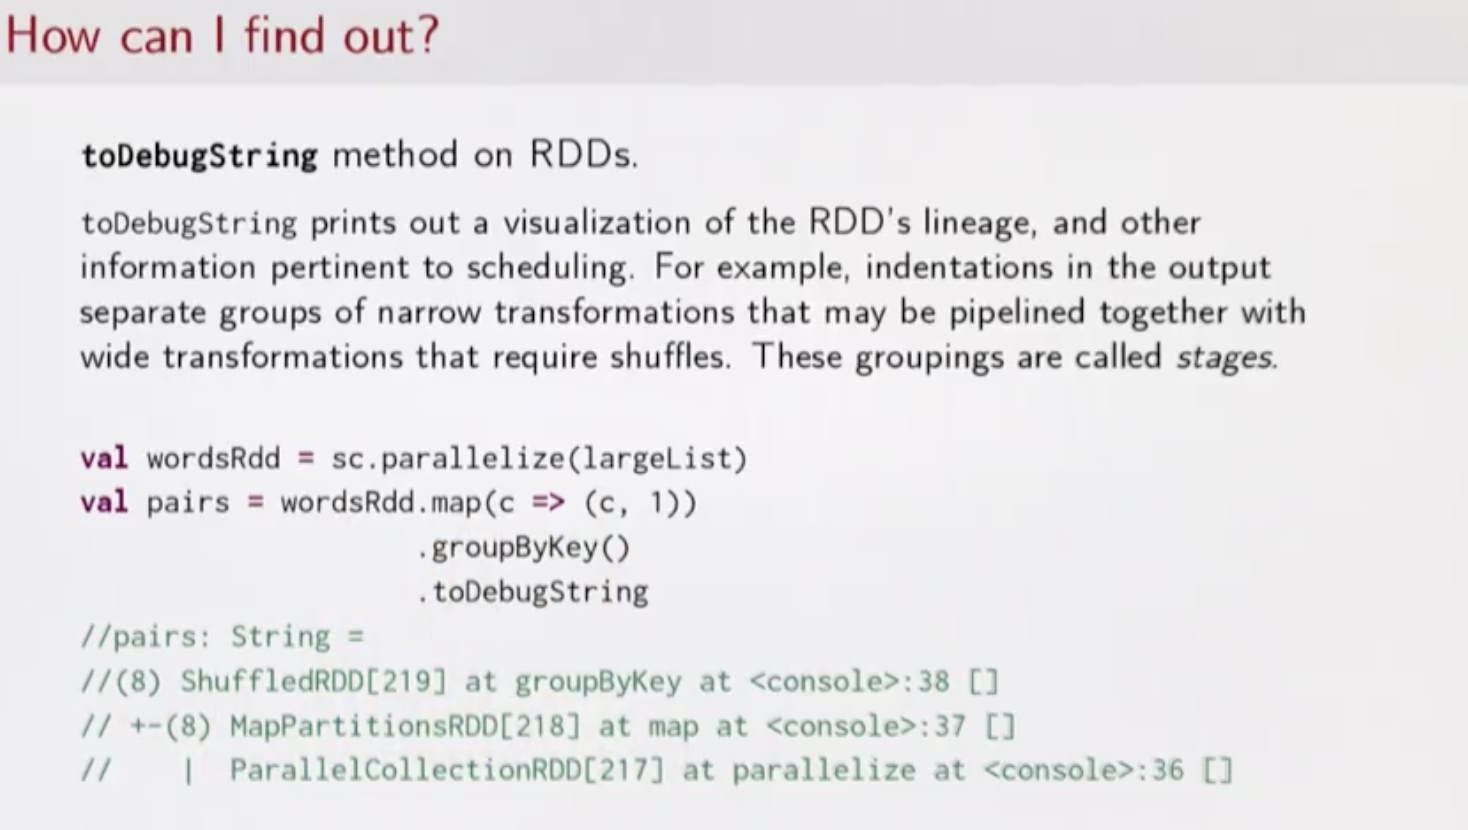 How can I find out?
toDebugString method on RDDs.
toDebugString prints out a visualization of the RDD's lineage, and other
information pertinent to scheduling. For example, indentations in the output
separate groups of narrow transformations that may be pipelined together with
wide transformations that require shuffles. These groupings are called stages.
val wordsRdd = sc.parallelize(largeList)
val pairs = wordsRdd.map(c => (c, 1))
.groupByKey()
.toDebugString
//pairs: String =
//(8) ShuffledRDD[219] at groupByKey at <console>:38 []
// +-(8) MapPartitionsRDD[218] at map at <console>:37 []
//    |  ParallelCollectionRDD[217] at parallelize at <console>:36 []